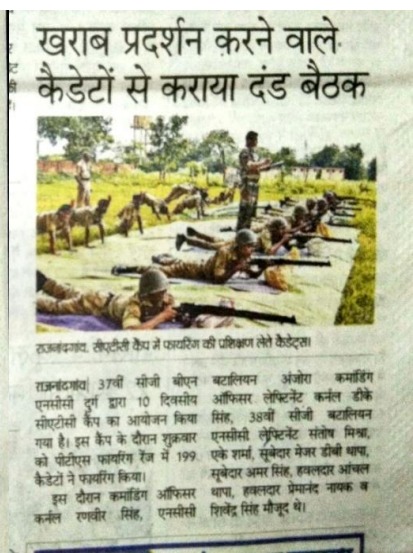 खराब प्रदर्शन करने वाले
कैडेटों से कराया दंड बैठक
राजनांदगांव. सीएटीसी कैंप में फायरिंग की प्रशिक्षण लेते कैडेट्स।
राजनांदगांव| 37वीं सीजी बीएन
एनसीसी दुर्ग द्वारा 10 दिवसीय
सीएटीसी कैंप का आयोजन किया
गया है। इस कैंप के दौरान शुक्रवार
को पीटीएस फायरिंग रेंज में 199
कैडेटों ने फायरिंग किया।
इस दौरान कमांडिंग ऑफिसर
कर्नल रणवीर सिंह, एनसीसी
बटालियन अंजोरा कमांडिंग
ऑफिसर लेफ्टिनेंट कर्नल डीके
सिंह, 38वीं सीजी बटालियन
एनसीसी लेफ्टिनेंट संतोष मिश्रा,
एके शर्मा, सूबेदार मेजर डीबी थापा,
सूबेदार अमर सिंह, हवलदार आंचल
थापा, हवलदार प्रेमानंद नायक व
शिवेंद्र सिंह मौजूद थे।